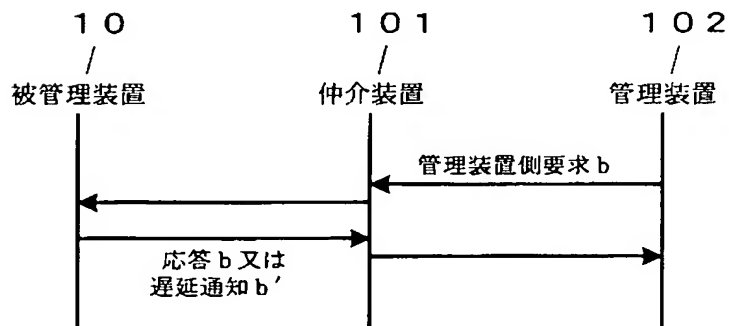 １０ １０１ １０２
被管理装置 仲介装置 管理装置
管理装置側要求ｂ
応答ｂ又は
遅延通知ｂ′